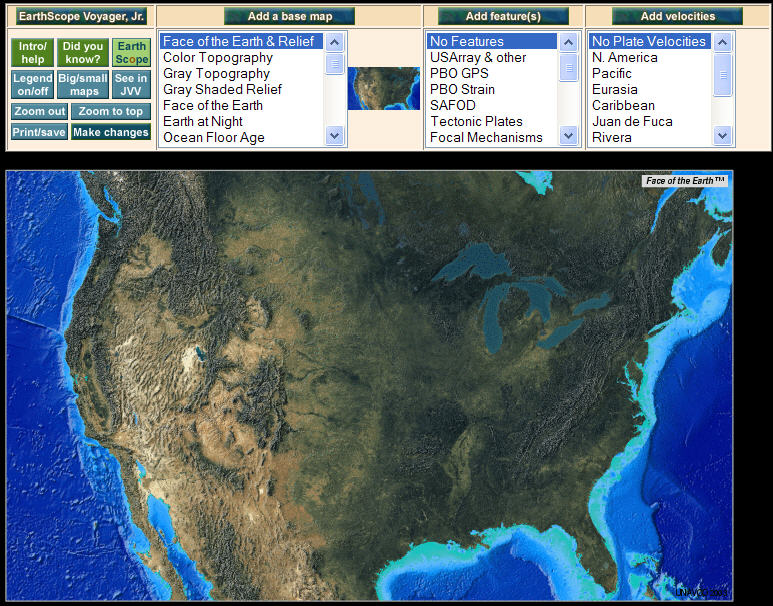 EarthScope Voyager, Jr.
Add a base map
Add feature(s)
Add velocities
Intro/
help
Did you
know?
Earth
Scope
Legend
on/off
Big/small
maps
See in
JVV
Zoom out
Zoom to top
Print/save
Make changes
Face of the Earth & Relief
Color Topography
Gray Topography
Gray Shaded Relief
Face of the Earth
Earth at Night
Ocean Floor Age
No Features
USArray & other
PBO GPS
PBO Strain
SAFOD
Tectonic Plates
Focal Mechanisms
No Plate Velocities
N. America
Pacific
Eurasia
Caribbean
Juan de Fuca
Rivera
Face of the Earth™